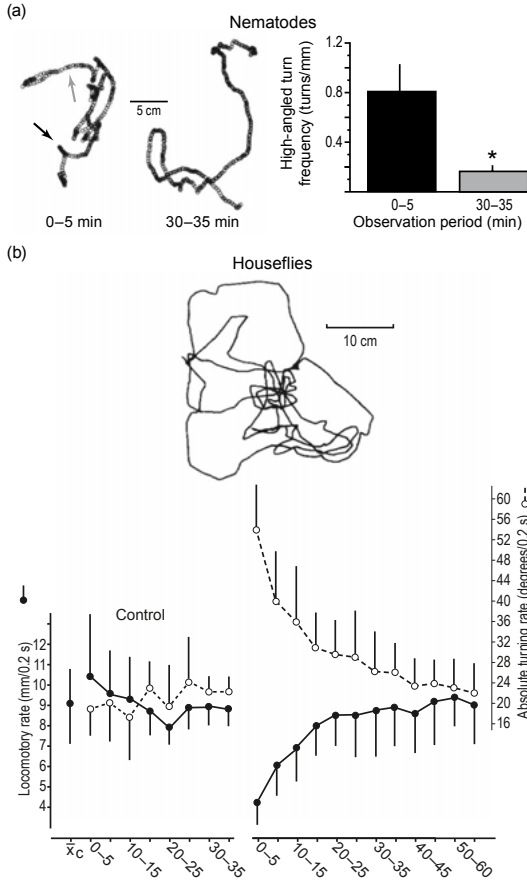 (a)
Nematodes
5 cm
0–5 min
30–35 min
High-angled turn
frequency (turns/mm)
1.2
0.8
0.4
*
0–5
30–35
Observation period (min)
(b)
Houseflies
10 cm
Control
Locomotory rate (mm/0.2 s)
12
11
10
9
8
7
6
5
4
x̄ c
0–5
10–15
20–25
30–35
Absolute turning rate (degrees/0.2 s)
60
56
52
48
44
40
36
32
28
24
20
16
0–5
10–15
20–25
30–35
40–45
50–60